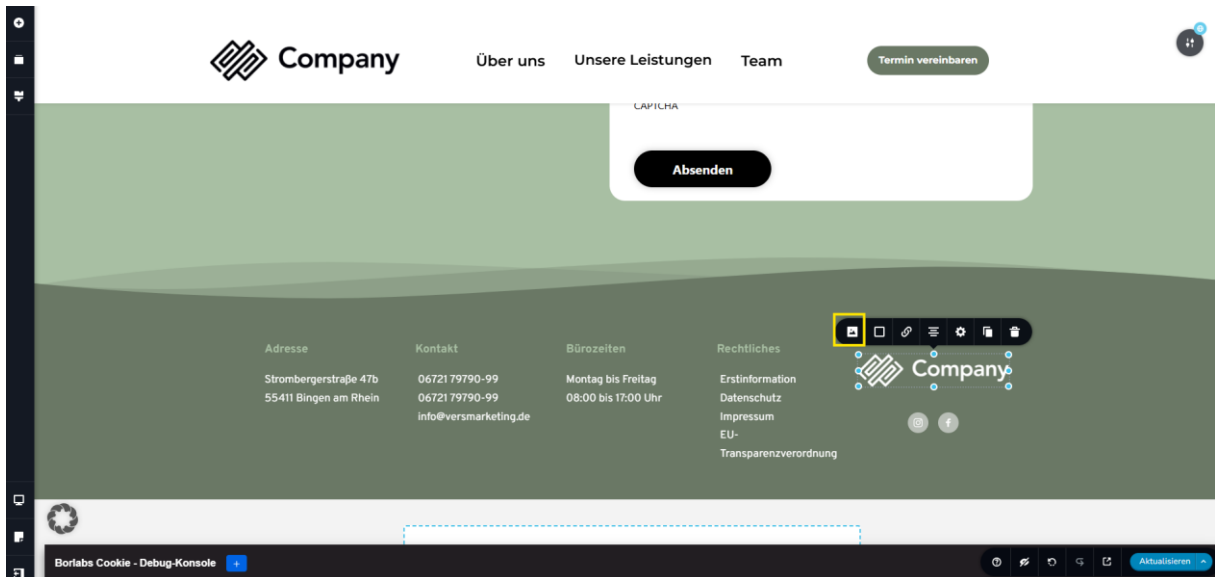 Company
Über uns
Unsere Leistungen
Team
Termin vereinbaren
CAPTCHA
Absenden
Adresse
Strombergerstraße 47b
55411 Bingen am Rhein
Kontakt
06721 79790-99
06721 79790-99
info@versmarketing.de
Bürozeiten
Montag bis Freitag
08:00 bis 17:00 Uhr
Rechtliches
Erstinformation
Datenschutz
Impressum
EU-
Transparenzverordnung
Company
Borlabs Cookie - Debug-Konsole
+
Aktualisieren